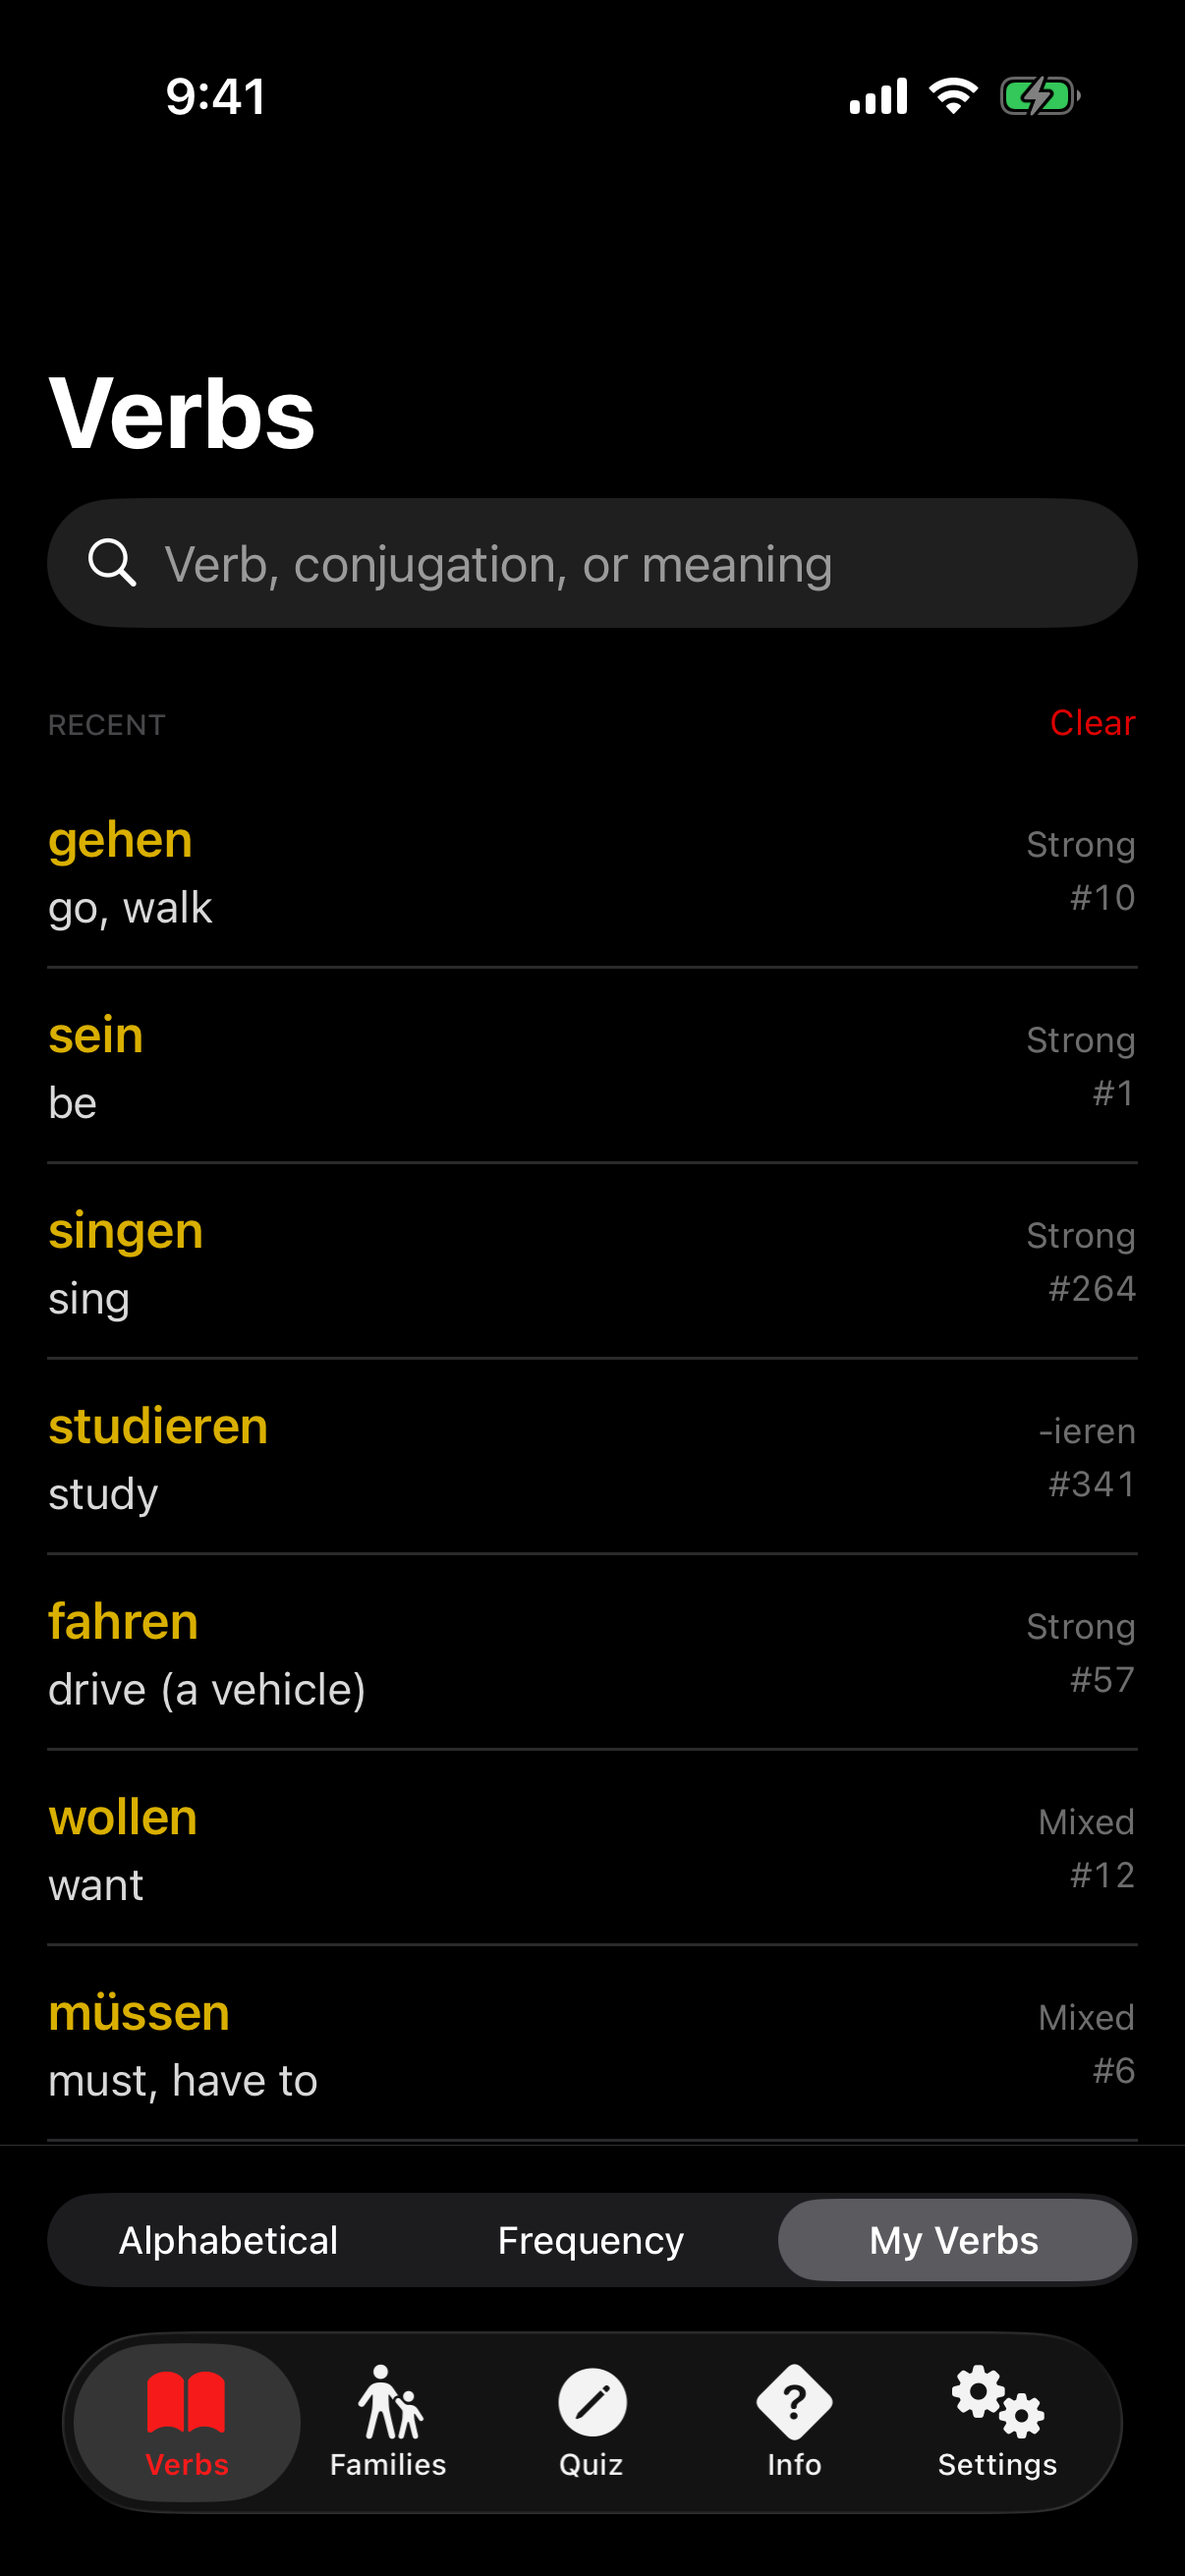 9:41
Verbs
Verb, conjugation, or meaning
RECENT
Clear
gehen
Strong
go, walk
#10
sein
Strong
be
#1
singen
Strong
sing
#264
studieren
-ieren
study
#341
fahren
Strong
drive (a vehicle)
#57
wollen
Mixed
want
#12
müssen
Mixed
must, have to
#6
Alphabetical
Frequency
My Verbs
Verbs
Families
Quiz
Info
Settings